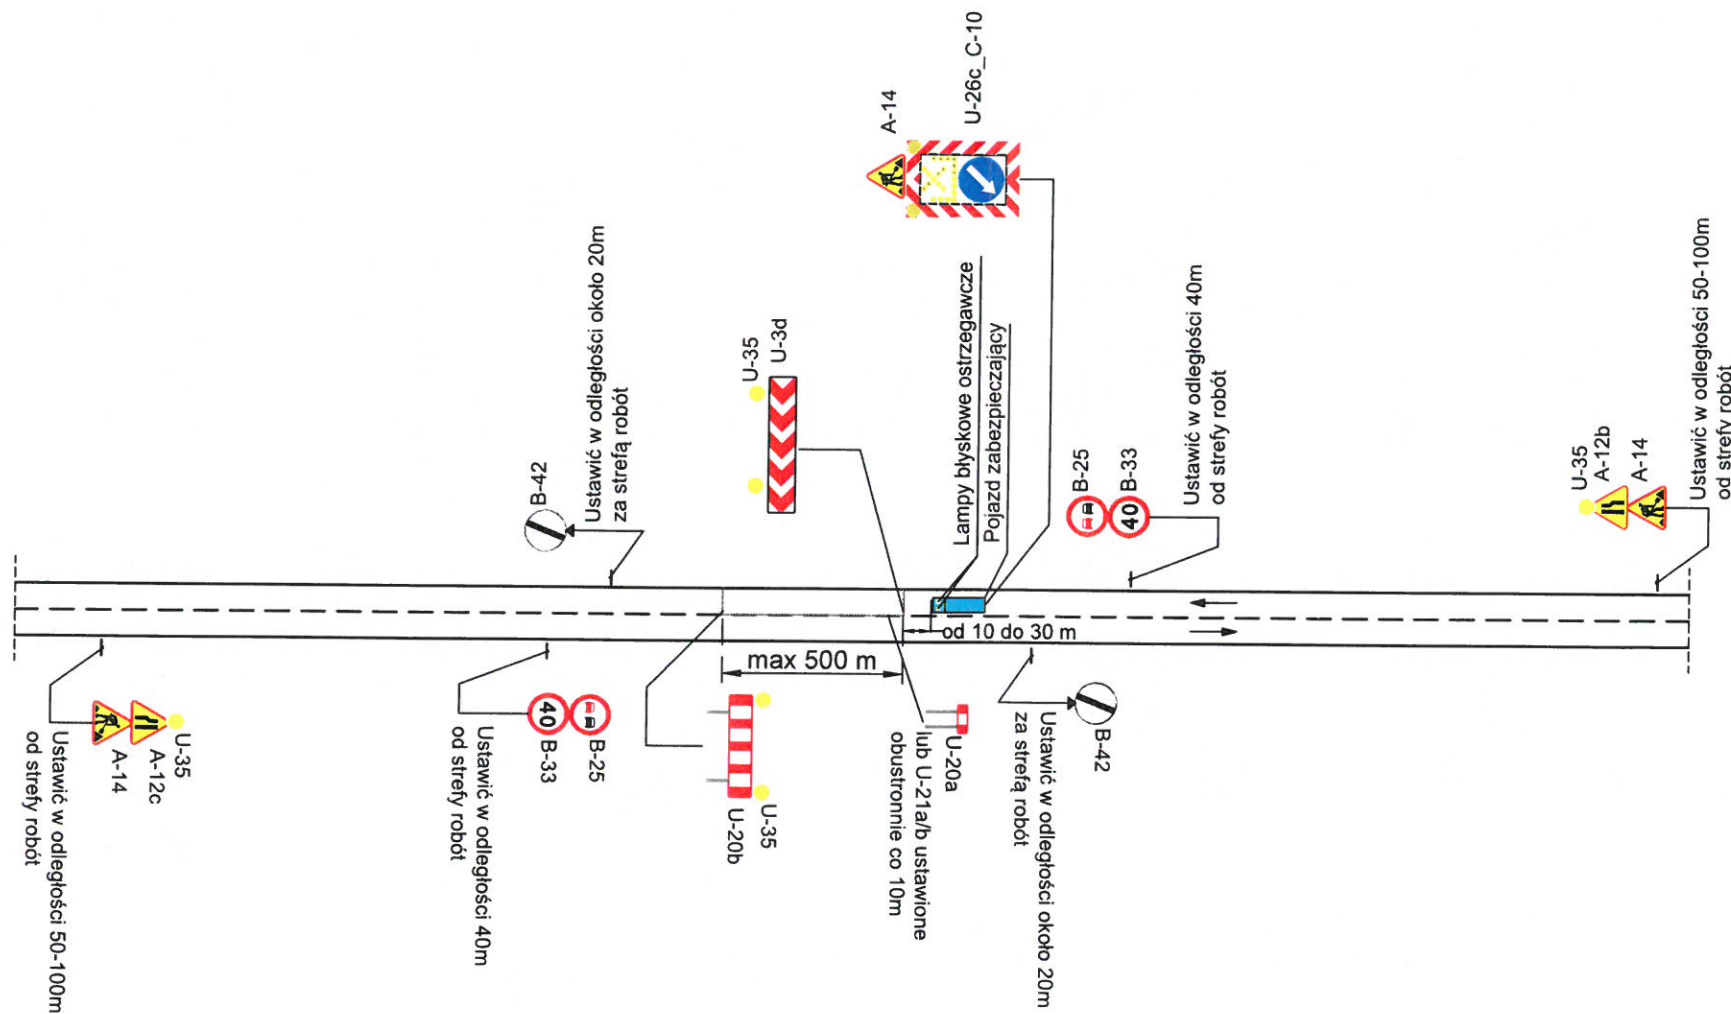 A-14
U-26c_C-10
Ustawić w odległości około 20m
za strefą robót
B-42
U-35
U-3d
Lampy błyskowe ostrzegawcze
Pojazd zabezpieczający
B-25
B-33
40
Ustawić w odległości 40m
od strefy robót
U-35
A-12b
A-14
Ustawić w odległości 50-100m
od strefy robót
od 10 do 30 m
max 500 m
Ustawić w odległości 50-100m
od strefy robót
A-14
A-12c
U-35
Ustawić w odległości 40m
od strefy robót
40
B-33
B-25
U-20b
U-35
U-20a
lub U-21a/b ustawione
obustronnie co 10m
B-42
Ustawić w odległości około 20m
za strefą robót